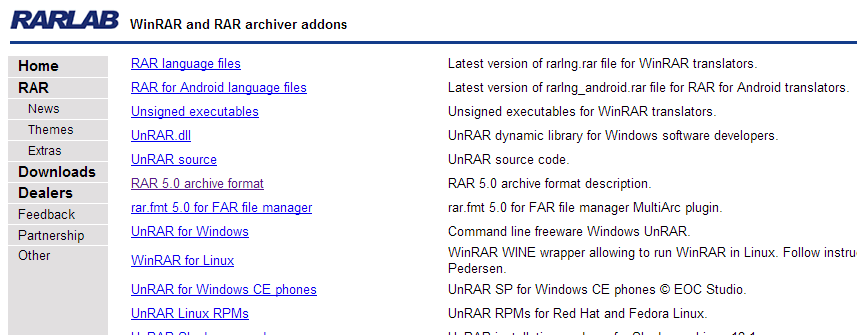 RARLAB WinRAR and RAR archiver addons
Home
RAR
News
Themes
Extras
Downloads
Dealers
Feedback
Partnership
Other
RAR language files Latest version of rarlng.rar file for WinRAR translators.
RAR for Android language files Latest version of rarlng_android.rar file for RAR for Android translators.
Unsigned executables Unsigned executables for WinRAR translators.
UnRAR.dll UnRAR dynamic library for Windows software developers.
UnRAR source UnRAR source code.
RAR 5.0 archive format RAR 5.0 archive format description.
rar.fmt 5.0 for FAR file manager rar.fmt 5.0 for FAR file manager MultiArc plugin.
UnRAR for Windows Command line freeware Windows UnRAR.
WinRAR for Linux WinRAR WINE wrapper allowing to run WinRAR in Linux. Follow
Pedersen.
UnRAR for Windows CE phones UnRAR SP for Windows CE phones © EOC Studio.
UnRAR Linux RPMs UnRAR RPMs for Red Hat and Fedora Linux.